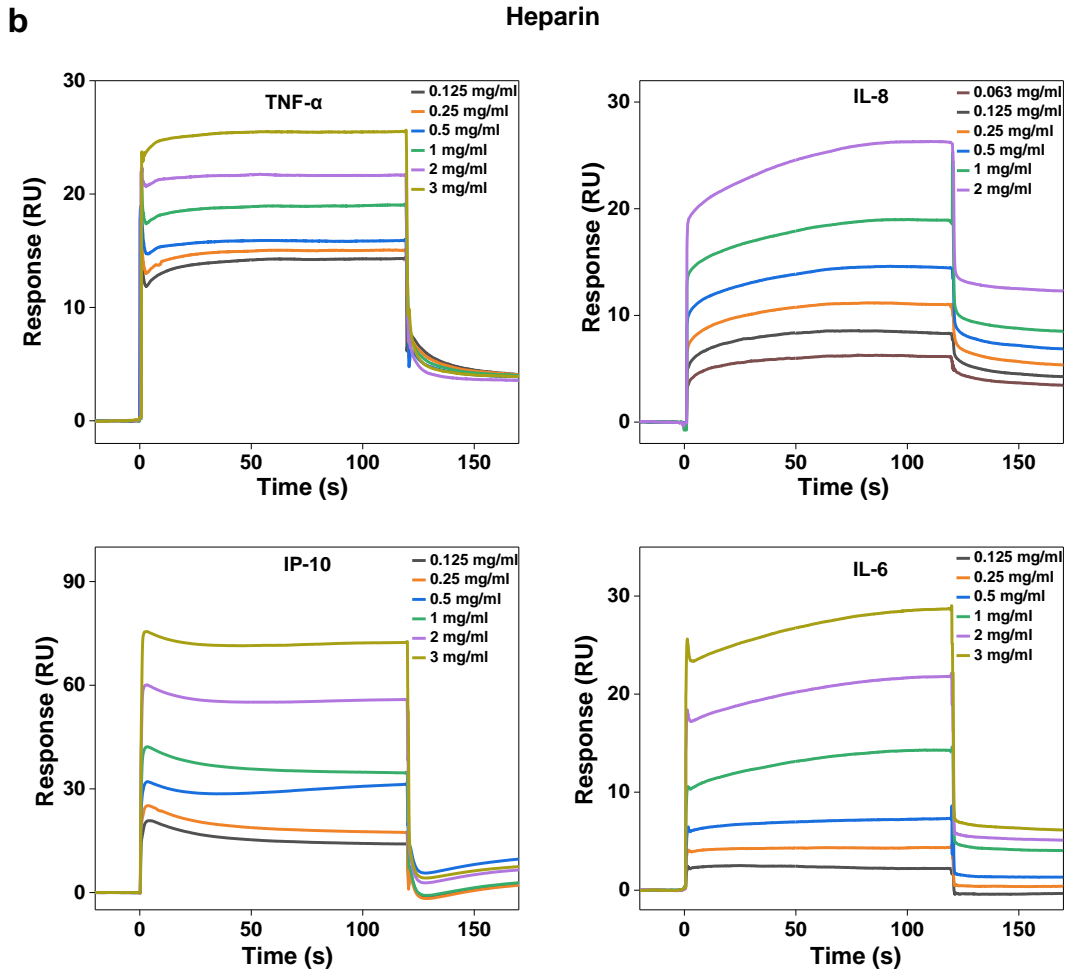 b
Heparin
TNF-α
0.125 mg/ml
0.25 mg/ml
0.5 mg/ml
1 mg/ml
2 mg/ml
3 mg/ml
Response (RU)
30
20
10
0
0 50 100 150
Time (s)
IL-8
0.063 mg/ml
0.125 mg/ml
0.25 mg/ml
0.5 mg/ml
1 mg/ml
2 mg/ml
Response (RU)
30
20
10
0
0 50 100 150
Time (s)
IP-10
0.125 mg/ml
0.25 mg/ml
0.5 mg/ml
1 mg/ml
2 mg/ml
3 mg/ml
Response (RU)
90
60
30
0
0 50 100 150
Time (s)
IL-6
0.125 mg/ml
0.25 mg/ml
0.5 mg/ml
1 mg/ml
2 mg/ml
3 mg/ml
Response (RU)
30
20
10
0
0 50 100 150
Time (s)